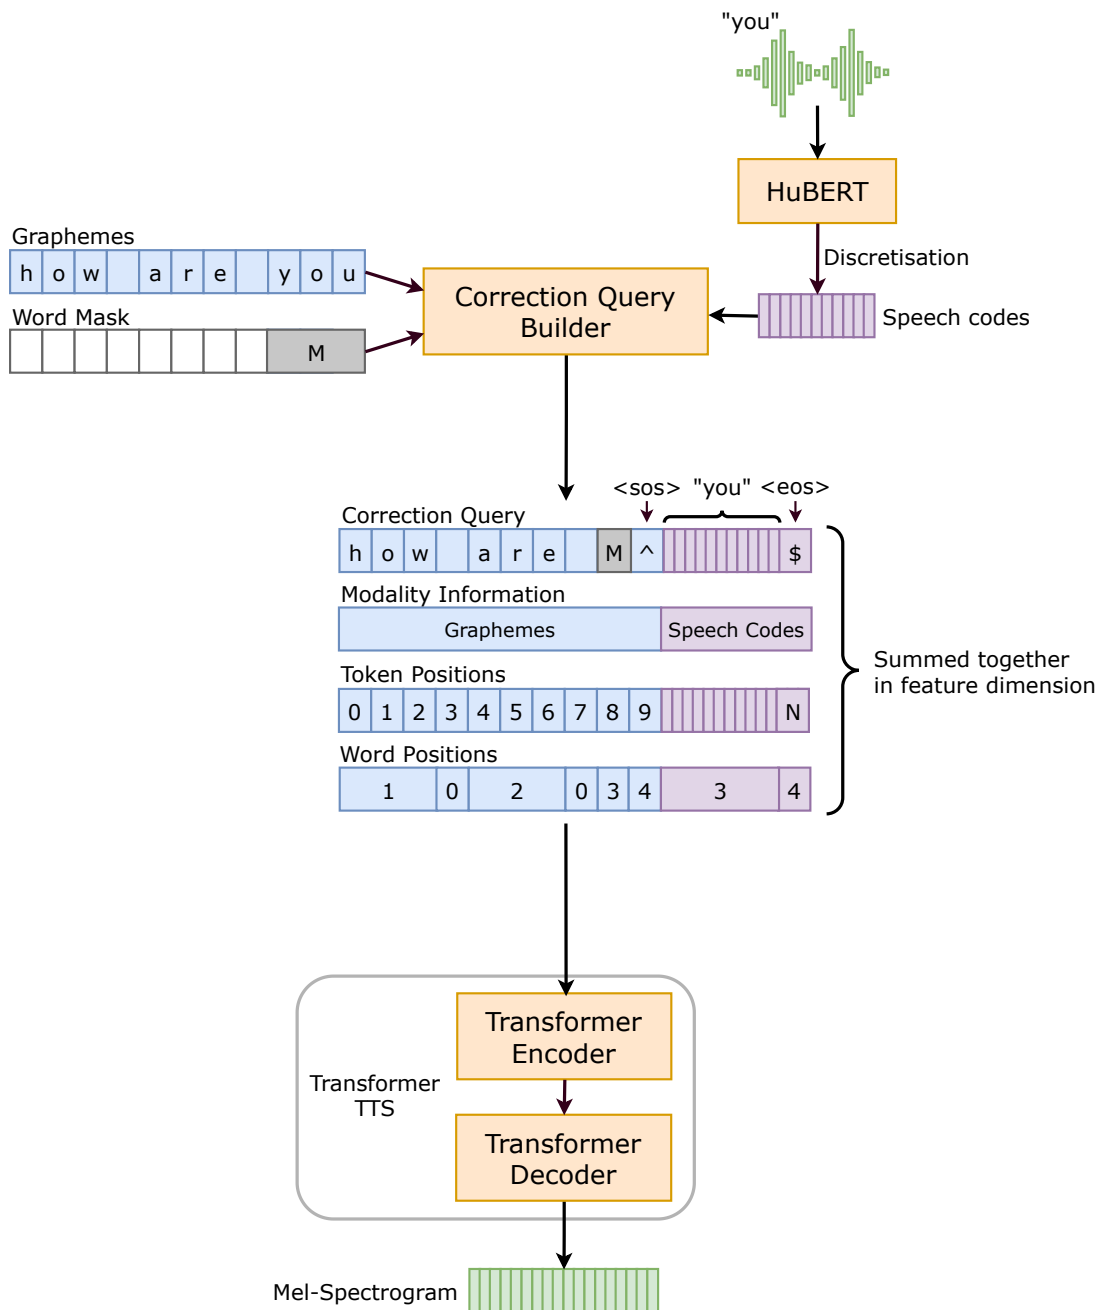 "you"
HuBERT
Discretisation
Speech codes
Graphemes
h o w a r e y o u
Word Mask
M
Correction Query
Builder
<sos> "you" <eos>
Correction Query
h o w a r e M ^ $
Modality Information
Graphemes Speech Codes
Token Positions
0 1 2 3 4 5 6 7 8 9 N
Word Positions
1 0 2 0 3 4 3 4
Summed together
in feature dimension
Transformer
Encoder
Transformer
TTS
Transformer
Decoder
Mel-Spectrogram